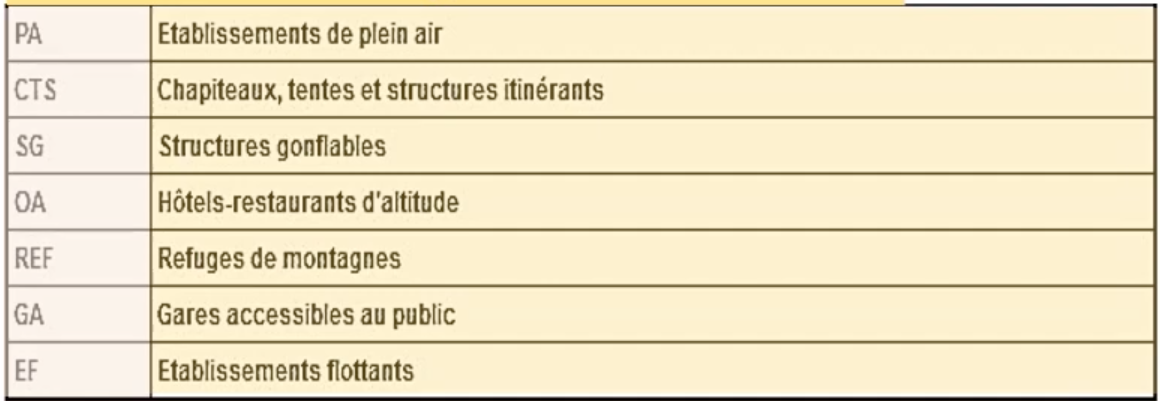 PA Etablissements de plein air
CTS Chapiteaux, tentes et structures itinérants
SG Structures gonflables
OA Hôtels-restaurants d'altitude
REF Refuges de montagnes
GA Gares accessibles au public
EF Etablissements flottants